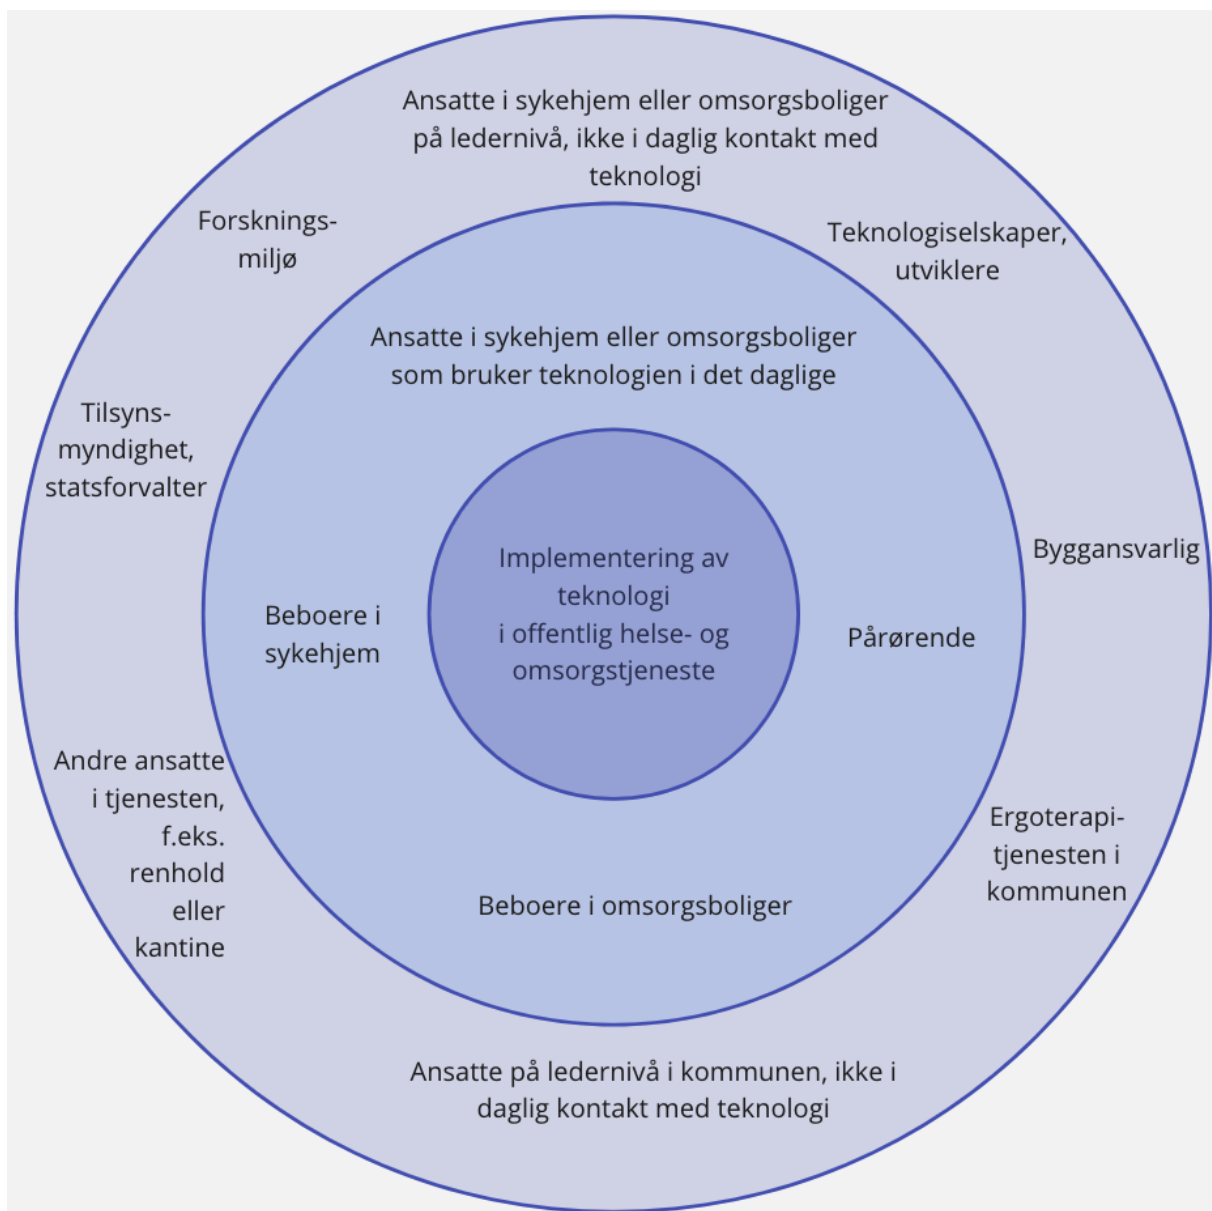 Ansatte i sykehjem eller omsorgsboliger
på ledernivå, ikke i daglig kontakt med
teknologi
Forsknings-
miljø
Teknologiselskaper,
utviklere
Ansatte i sykehjem eller omsorgsboliger
som bruker teknologien i det daglige
Tilsyns-
myndighet,
statsforvalter
Byggansvarlig
Implementering av
teknologi
i offentlig helse- og
omsorgstjeneste
Beboere i
sykehjem
Pårørende
Andre ansatte
i tjenesten,
f.eks.
renhold
eller
kantine
Ergoterapi-
tjenesten i
kommunen
Beboere i omsorgsboliger
Ansatte på ledernivå i kommunen, ikke i
daglig kontakt med teknologi